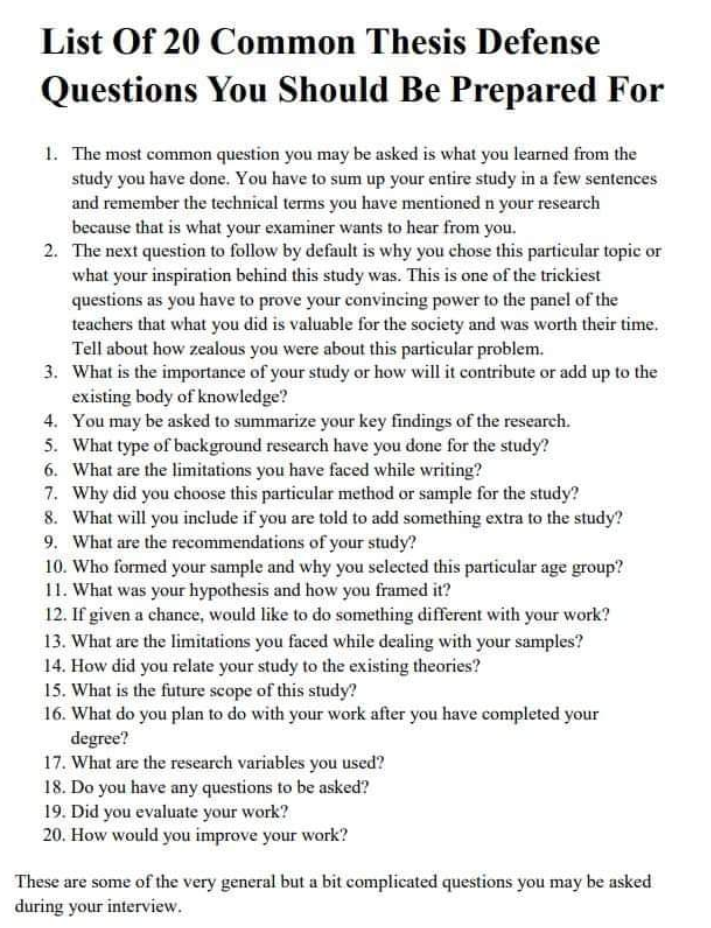 List Of 20 Common Thesis Defense
Questions You Should Be Prepared For
1. The most common question you may be asked is what you learned from the
study you have done. You have to sum up your entire study in a few sentences
and remember the technical terms you have mentioned n your research
because that is what your examiner wants to hear from you.
2. The next question to follow by default is why you chose this particular topic or
what your inspiration behind this study was. This is one of the trickiest
questions as you have to prove your convincing power to the panel of the
teachers that what you did is valuable for the society and was worth their time.
Tell about how zealous you were about this particular problem.
3. What is the importance of your study or how will it contribute or add up to the
existing body of knowledge?
4. You may be asked to summarize your key findings of the research.
5. What type of background research have you done for the study?
6. What are the limitations you have faced while writing?
7. Why did you choose this particular method or sample for the study?
8. What will you include if you are told to add something extra to the study?
9. What are the recommendations of your study?
10. Who formed your sample and why you selected this particular age group?
11. What was your hypothesis and how you framed it?
12. If given a chance, would like to do something different with your work?
13. What are the limitations you faced while dealing with your samples?
14. How did you relate your study to the existing theories?
15. What is the future scope of this study?
16. What do you plan to do with your work after you have completed your
degree?
17. What are the research variables you used?
18. Do you have any questions to be asked?
19. Did you evaluate your work?
20. How would you improve your work?
These are some of the very general but a bit complicated questions you may be asked
during your interview.